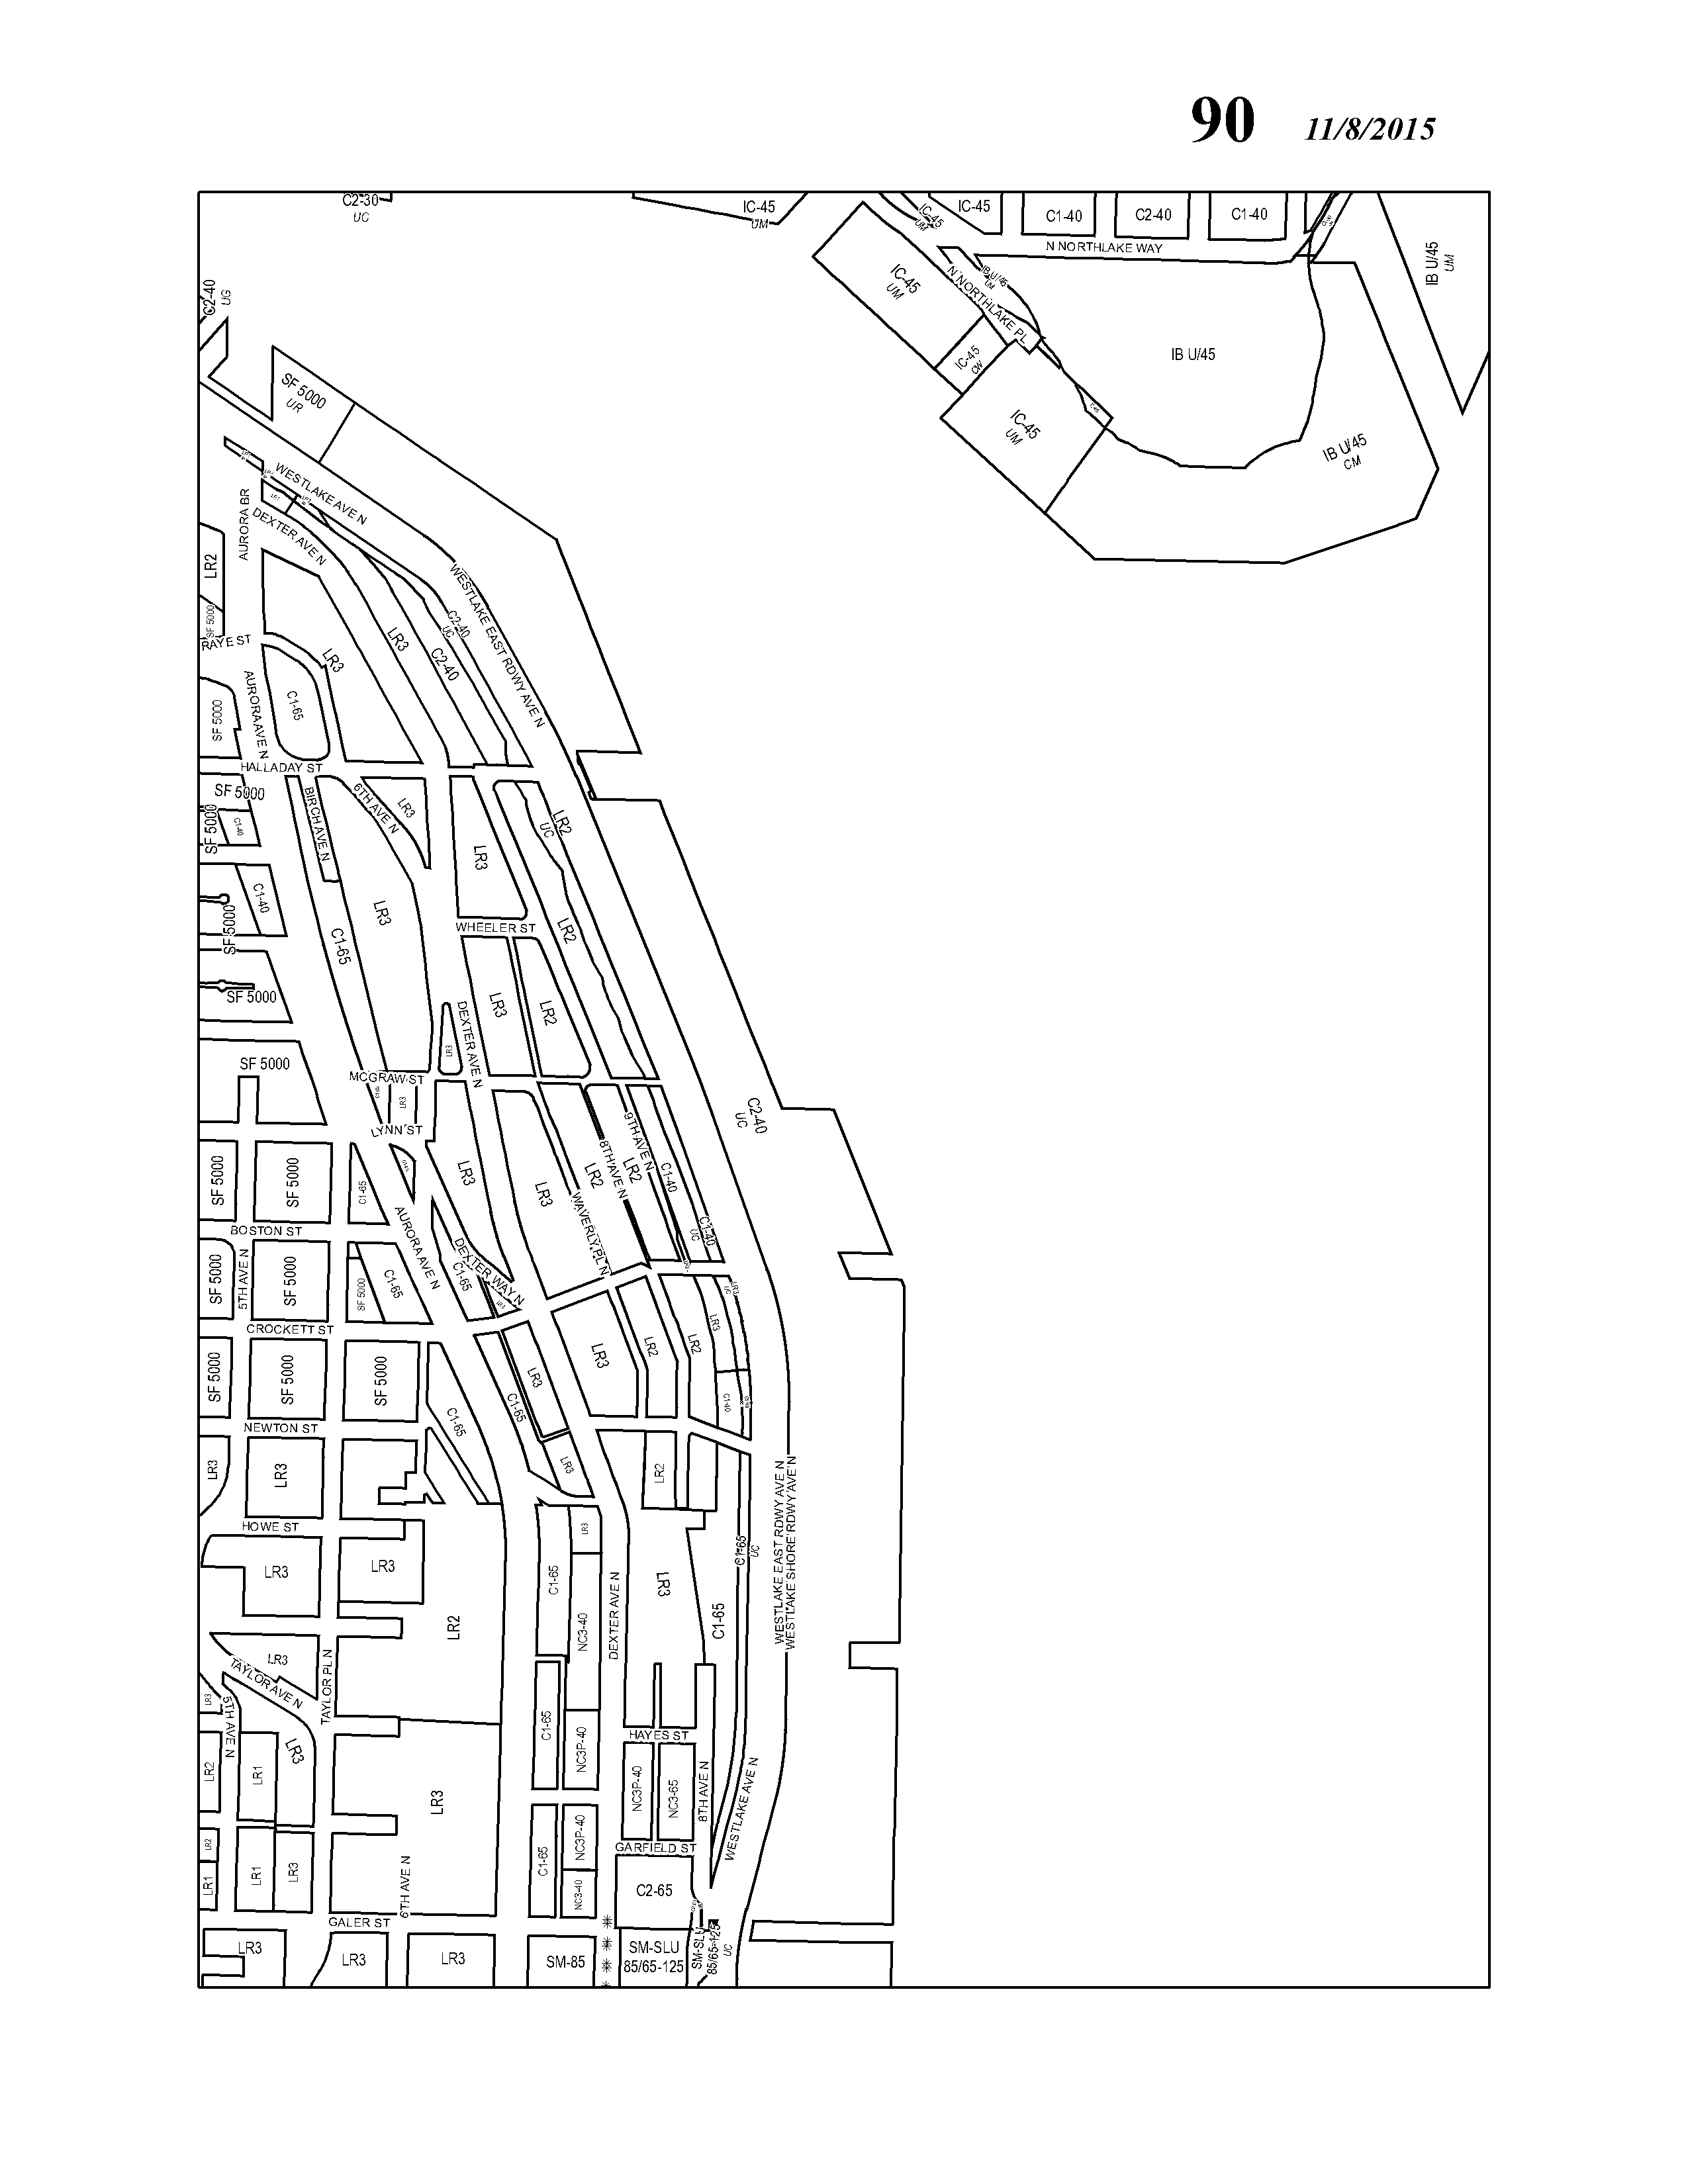 90 11/8/2015
C2-30
UC
IC-45
UM
IC-45
UM
IC-45
C1-40
C2-40
C1-40
N NORTHLAKE WAY
IB U/45
UM
C2-40
UG
IC-45
UM
IB U/45
UM
N NORTHLAKE PL
IB U/45
IC-45
CW
IC-45
UM
IB U/45
CM
SF 5000
UR
WESTLAKE AVE N
AURORA BR
DEXTER AVE N
LR2
SF 5000
RAYE ST
WESTLAKE EAST RDWY AVE N
C2-40
UC
LR3
C2-40
LR3
C1-65
AURORA AVE N
SF 5000
HALLADAY ST
SF 5000
SF 5000
C1-40
BIRCH AVE N
6TH AVE N
LR3
LR3
LR2
UC
C1-40
SF 5000
LR3
C1-65
WHEELER ST
LR2
SF 5000
LR3
LR2
DEXTER AVE N
LR3
SF 5000
MCGRAW ST
LR3
LYNN ST
C2-40
UC
9TH AVE N
8TH AVE N
LR2
LR2
C1-40
C1-40
UC
SF 5000
SF 5000
C1-65
LR3
LR3
WAVERLY PL N
BOSTON ST
AURORA AVE N
DEXTER WAY N
C1-65
SF 5000
5TH AVE N
SF 5000
SF 5000
C1-65
LR3
UC
LR3
CROCKETT ST
LR3
LR2
LR2
SF 5000
SF 5000
SF 5000
LR3
C1-65
C1-65
C1-40
NEWTON ST
LR3
LR3
LR3
LR2
WESTLAKE EAST RDWY AVE N
WESTLAKE SHORE RDWY AVE N
HOWE ST
LR3
LR3
LR2
C1-65
LR3
NC3-40
DEXTER AVE N
LR3
C1-65
UC
C1-65
LR3
TAYLOR AVE N
TAYLOR PL N
LR3
5TH AVE N
LR2
LR1
LR3
LR3
C1-65
NC3P-40
HAYES ST
NC3P-40
NC3-65
8TH AVE N
WESTLAKE AVE N
LR2
LR1
LR1
LR3
6TH AVE N
C1-65
NC3P-40
NC3-40
GARFIELD ST
C2-65
GALER ST
LR3
LR3
LR3
SM-85
SM-SLU
85/65-125
SM-SLU
85/65-125
UC